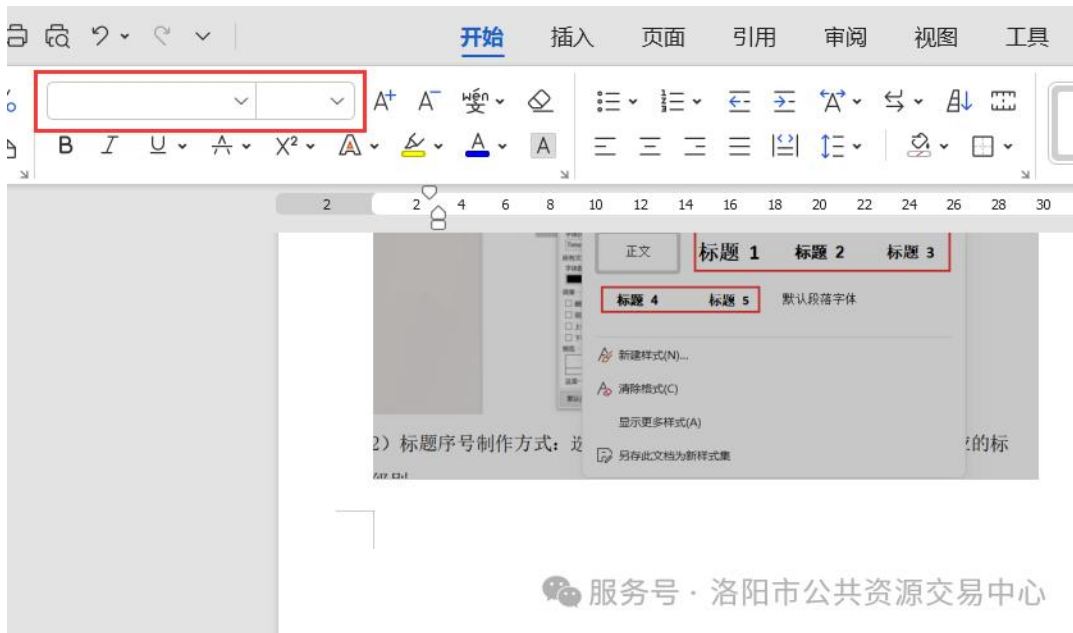 开始 插入 页面 引用 审阅 视图 工具
A+ A- wén 变
B I U A X² A A A
2 2 4 6 8 10 12 14 16 18 20 22 24 26 28 30
正文 标题 1 标题 2 标题 3
标题 4 标题 5 默认段落字体
新建样式(N)...
清除格式(C)
显示更多样式(A)
2）标题序号制作方式：选 应的标
另存此文档为新样式集
服务号 · 洛阳市公共资源交易中心